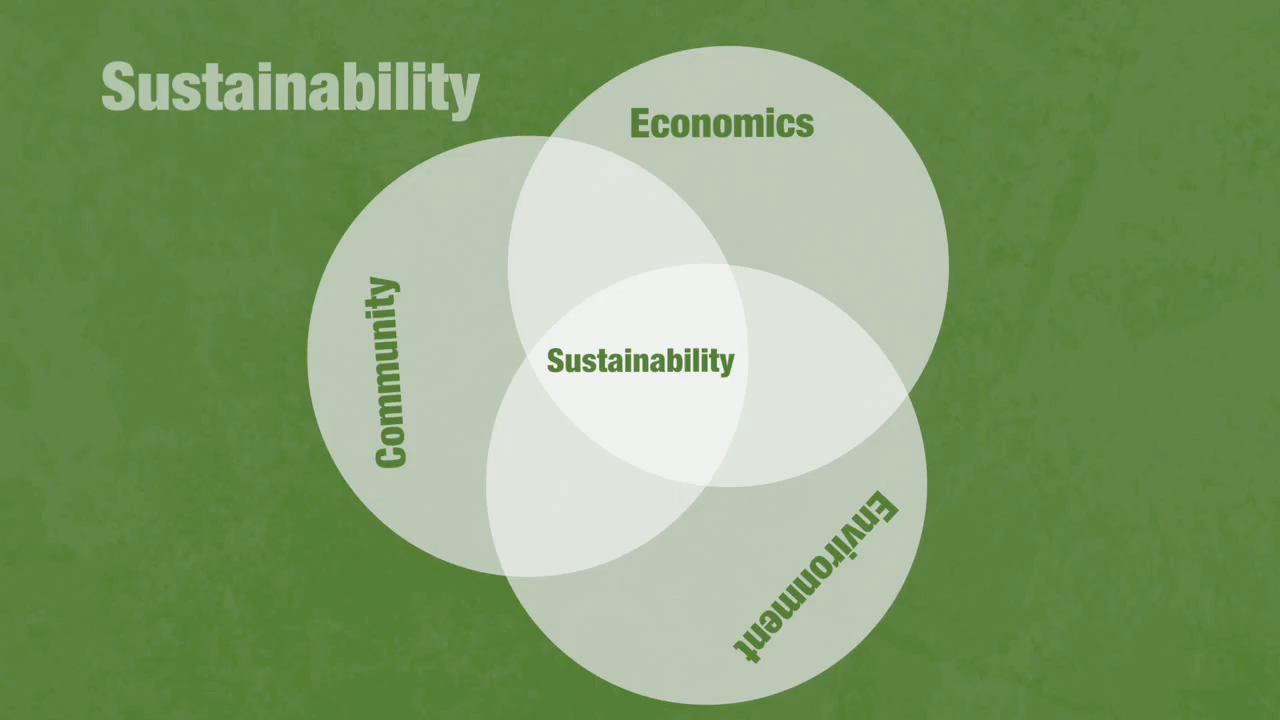 Sustainability
Economics
Community
Sustainability
Environment